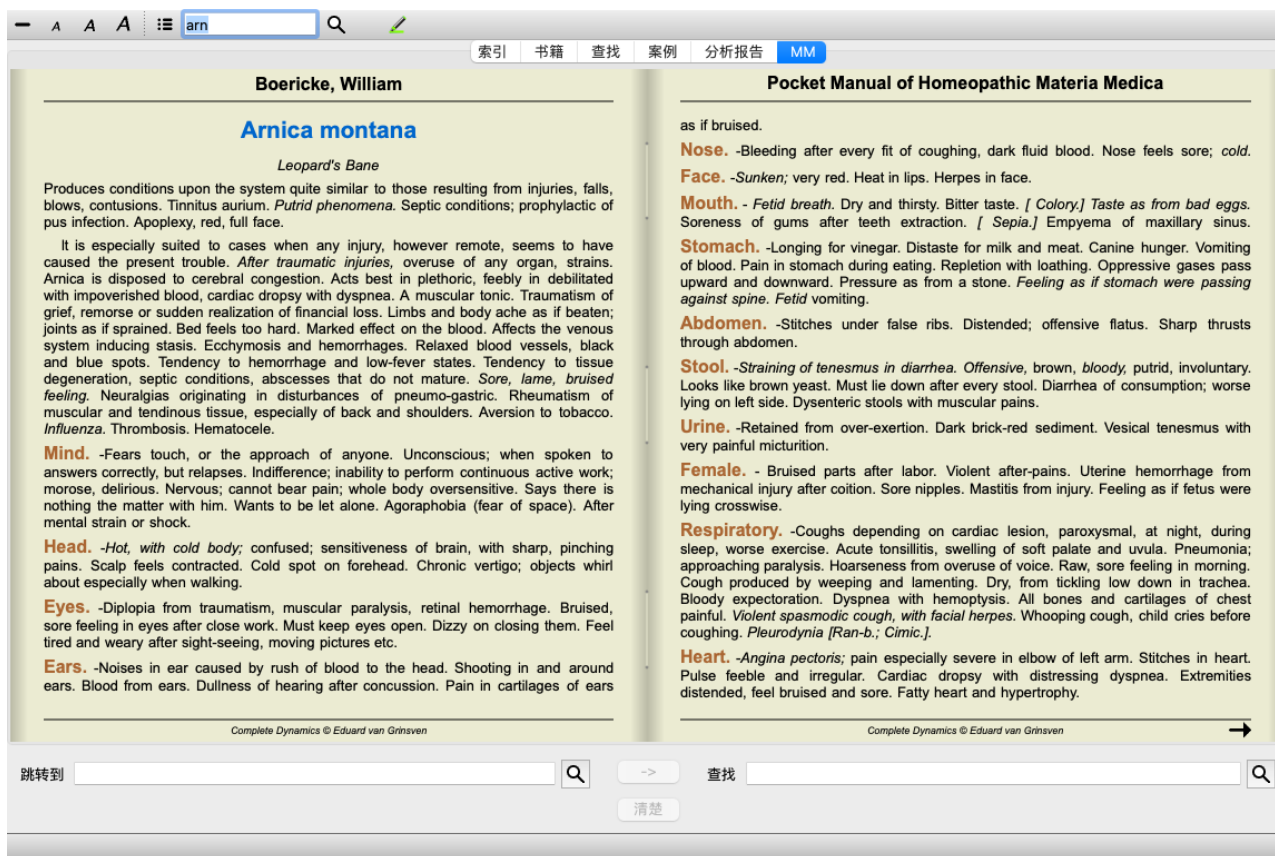 A A A arn
索引 书籍 查找 案例 分析报告 MM
Boericke, William
Arnica montana
Leopard's Bane
Produces conditions upon the system quite similar to those resulting from injuries, falls,
blows, contusions. Tinnitus aurium. Putrid phenomena. Septic conditions; prophylactic of
pus infection. Apoplexy, red, full face.
It is especially suited to cases when any injury, however remote, seems to have
caused the present trouble. After traumatic injuries, overuse of any organ, strains.
Arnica is disposed to cerebral congestion. Acts best in plethoric, feebly in debilitated
with impoverished blood, cardiac dropsy with dyspnea. A muscular tonic. Traumatism of
grief, remorse or sudden realization of financial loss. Limbs and body ache as if beaten;
joints as if sprained. Bed feels too hard. Marked effect on the blood. Affects the venous
system inducing stasis. Ecchymosis and hemorrhages. Relaxed blood vessels, black
and blue spots. Tendency to hemorrhage and low-fever states. Tendency to tissue
degeneration, septic conditions, abscesses that do not mature. Sore, lame, bruised
feeling. Neuralgias originating in disturbances of pneumo-gastric. Rheumatism of
muscular and tendinous tissue, especially of back and shoulders. Aversion to tobacco.
Influenza. Thrombosis. Hematocele.
Mind. -Fears touch, or the approach of anyone. Unconscious; when spoken to
answers correctly, but relapses. Indifference; inability to perform continuous active work;
morose, delirious. Nervous; cannot bear pain; whole body oversensitive. Says there is
nothing the matter with him. Wants to be let alone. Agoraphobia (fear of space). After
mental strain or shock.
Head. -Hot, with cold body; confused; sensitiveness of brain, with sharp, pinching
pains. Scalp feels contracted. Cold spot on forehead. Chronic vertigo; objects whirl
about especially when walking.
Eyes. -Diplopia from traumatism, muscular paralysis, retinal hemorrhage. Bruised,
sore feeling in eyes after close work. Must keep eyes open. Dizzy on closing them. Feel
tired and weary after sight-seeing, moving pictures etc.
Ears. -Noises in ear caused by rush of blood to the head. Shooting in and around
ears. Blood from ears. Dullness of hearing after concussion. Pain in cartilages of ears
Complete Dynamics © Eduard van Grinsven
Pocket Manual of Homeopathic Materia Medica
as if bruised.
Nose. -Bleeding after every fit of coughing, dark fluid blood. Nose feels sore; cold.
Face. -Sunken; very red. Heat in lips. Herpes in face.
Mouth. - Fetid breath. Dry and thirsty. Bitter taste. [ Colory.] Taste as from bad eggs.
Soreness of gums after teeth extraction. [ Sepia.] Empyema of maxillary sinus.
Stomach. -Longing for vinegar. Distaste for milk and meat. Canine hunger. Vomiting
of blood. Pain in stomach during eating. Repletion with loathing. Oppressive gases pass
upward and downward. Pressure as from a stone. Feeling as if stomach were passing
against spine. Fetid vomiting.
Abdomen. -Stitches under false ribs. Distended; offensive flatus. Sharp thrusts
through abdomen.
Stool. -Straining of tenesmus in diarrhea. Offensive, brown, bloody, putrid, involuntary.
Looks like brown yeast. Must lie down after every stool. Diarrhea of consumption; worse
lying on left side. Dysenteric stools with muscular pains.
Urine. -Retained from over-exertion. Dark brick-red sediment. Vesical tenesmus with
very painful micturition.
Female. - Bruised parts after labor. Violent after-pains. Uterine hemorrhage from
mechanical injury after coition. Sore nipples. Mastitis from injury. Feeling as if fetus were
lying crosswise.
Respiratory. -Coughs depending on cardiac lesion, paroxysmal, at night, during
sleep, worse exercise. Acute tonsillitis, swelling of soft palate and uvula. Pneumonia;
approaching paralysis. Hoarseness from overuse of voice. Raw, sore feeling in morning.
Cough produced by weeping and lamenting. Dry, from tickling low down in trachea.
Bloody expectoration. Dyspnea with hemoptysis. All bones and cartilages of chest
painful. Violent spasmodic cough, with facial herpes. Whooping cough, child cries before
coughing. Pleurodynia [Ran-b.; Cimic.].
Heart. -Angina pectoris; pain especially severe in elbow of left arm. Stitches in heart.
Pulse feeble and irregular. Cardiac dropsy with distressing dyspnea. Extremities
distended, feel bruised and sore. Fatty heart and hypertrophy.
Complete Dynamics © Eduard van Grinsven
跳转到 -> 查找
清楚